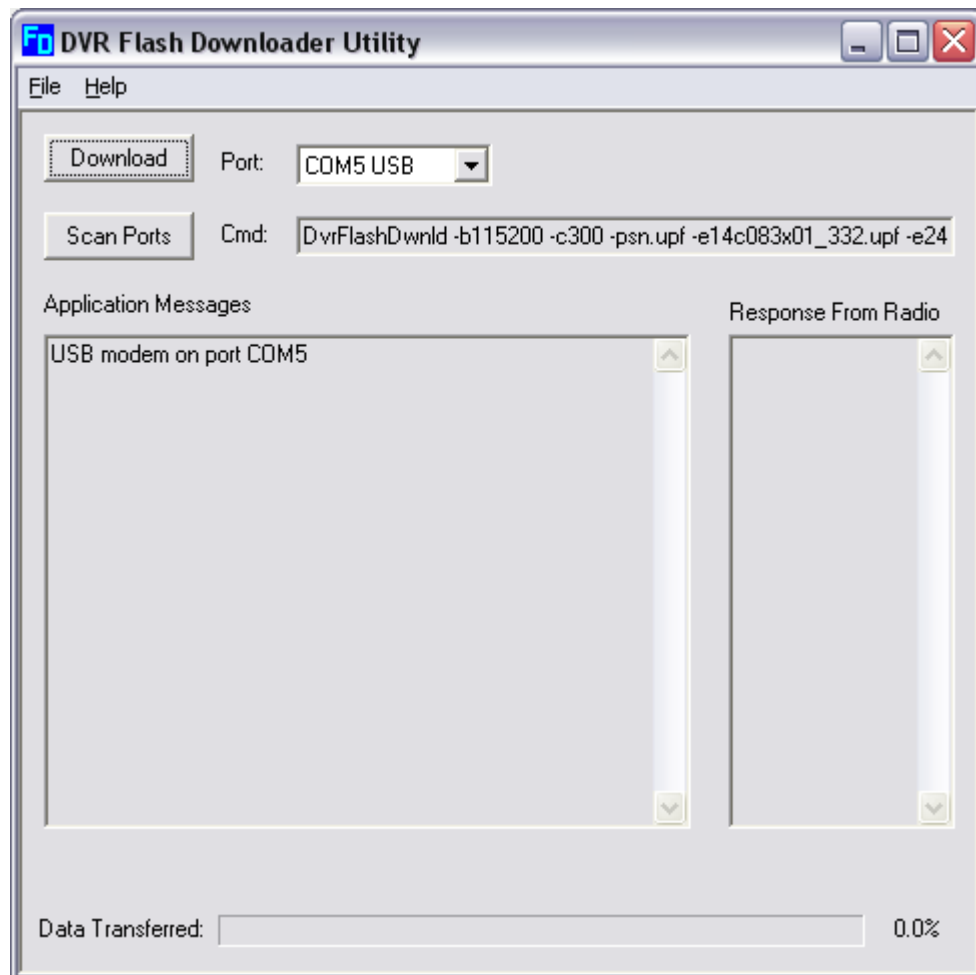 FD DVR Flash Downloader Utility
File Help
Download Port: COM5 USB
Scan Ports Cmd: DvrFlashDwnld -b115200 -c300 -psn.upf -e14c083x01_332.upf -e24
Application Messages
Response From Radio
USB modem on port COM5
Data Transferred: 0.0%